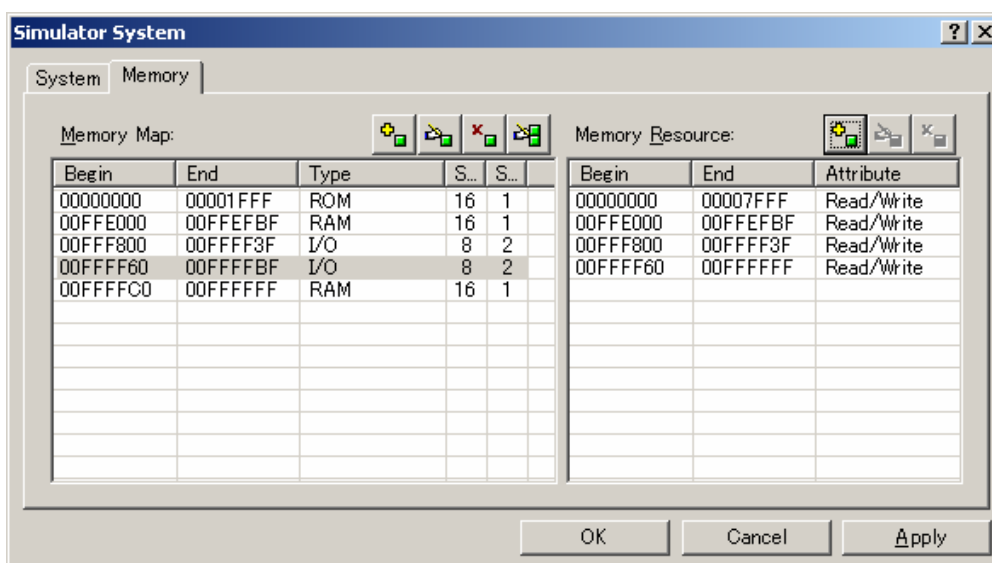 Simulator System
System Memory
Memory Map: Memory Resource:
Begin End Type S... S... Begin End Attribute
00000000 00001FFF ROM 16 1 00000000 00007FFF Read/Write
00FFE000 00FFEFBF RAM 16 1 00FFE000 00FFEFBF Read/Write
00FFF800 00FFFF3F I/O 8 2 00FFF800 00FFFF3F Read/Write
00FFFF60 00FFFFBF I/O 8 2 00FFFF60 00FFFFFF Read/Write
00FFFFC0 00FFFFFF RAM 16 1
OK Cancel Apply